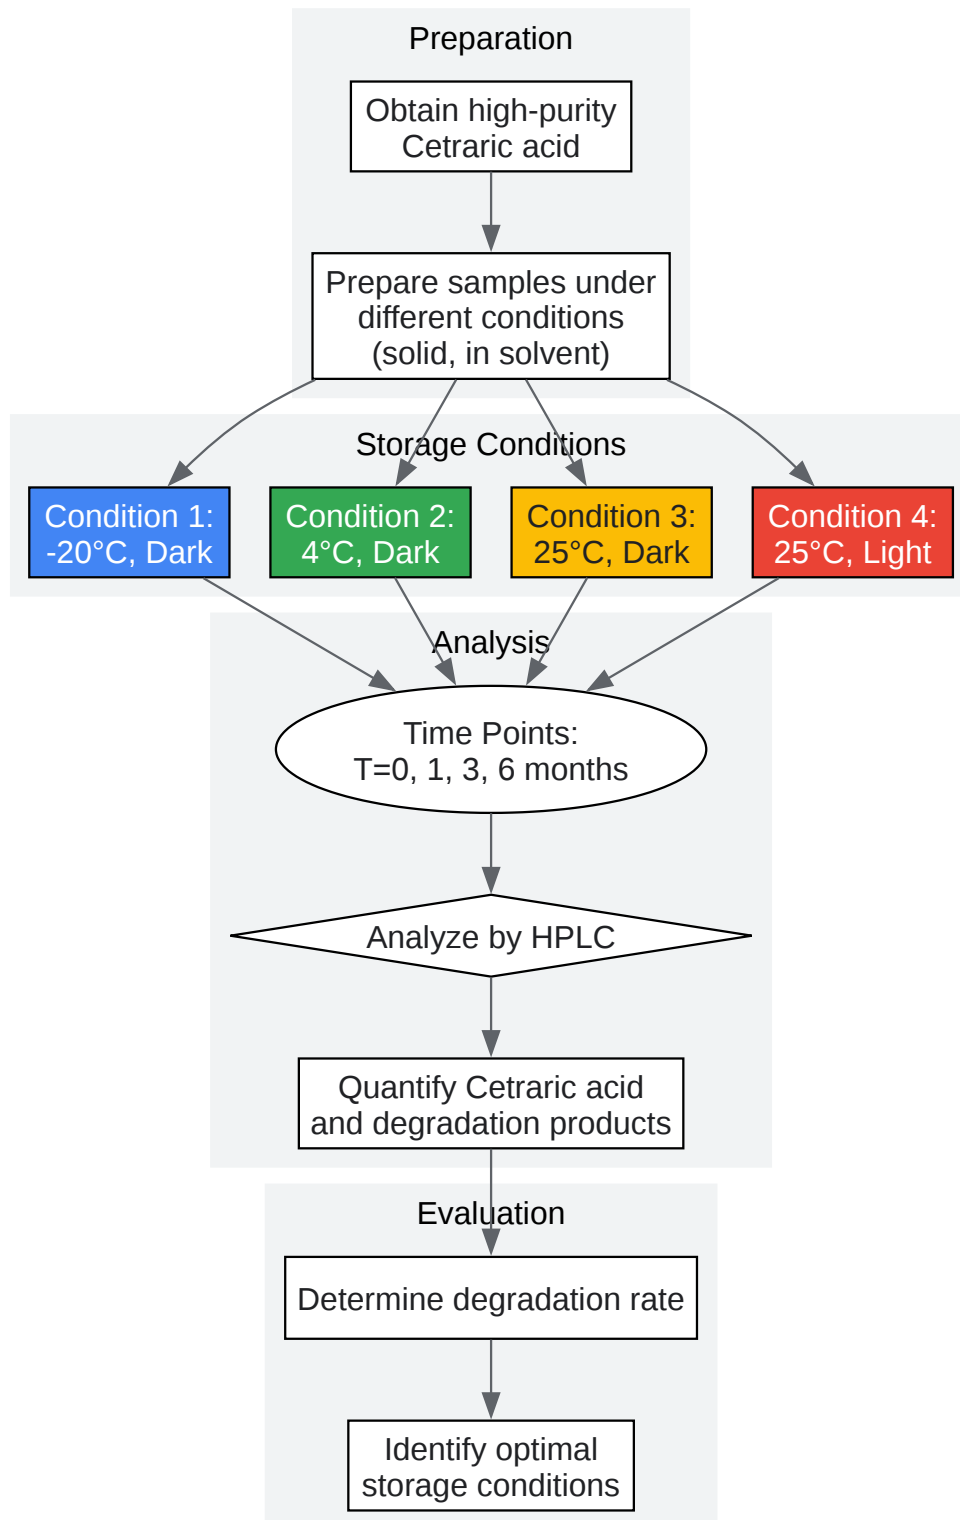 Preparation
Obtain high-purity
Cetraric acid
Prepare samples under
different conditions
(solid, in solvent)
Storage Conditions
Condition 1:
-20°C, Dark
Condition 2:
4°C, Dark
Condition 3:
25°C, Dark
Condition 4:
25°C, Light
Analysis
Time Points:
T=0, 1, 3, 6 months
Analyze by HPLC
Quantify Cetraric acid
and degradation products
Evaluation
Determine degradation rate
Identify optimal
storage conditions